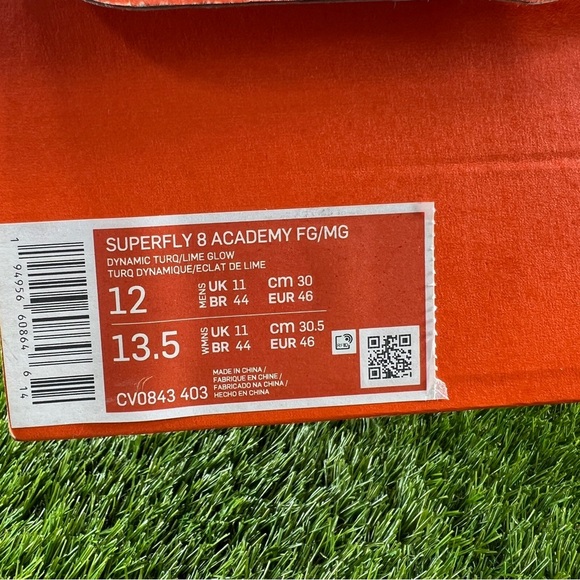 SUPERFLY 8 ACADEMY FG/MG
DYNAMIC TURQ/LIME GLOW
TURQ DYNAMIQUE/ECLAT DE LIME
12 MENS UK 11 CM 30
BR 44 EUR 46
13.5 WMNS UK 11 CM 30.5
BR 44 EUR 46
MADE IN CHINA /
FABRIQUE EN CHINE /
FABRICADO NA CHINA /
HECHO EN CHINA
CV0843 403
1 94956 60864 6 14